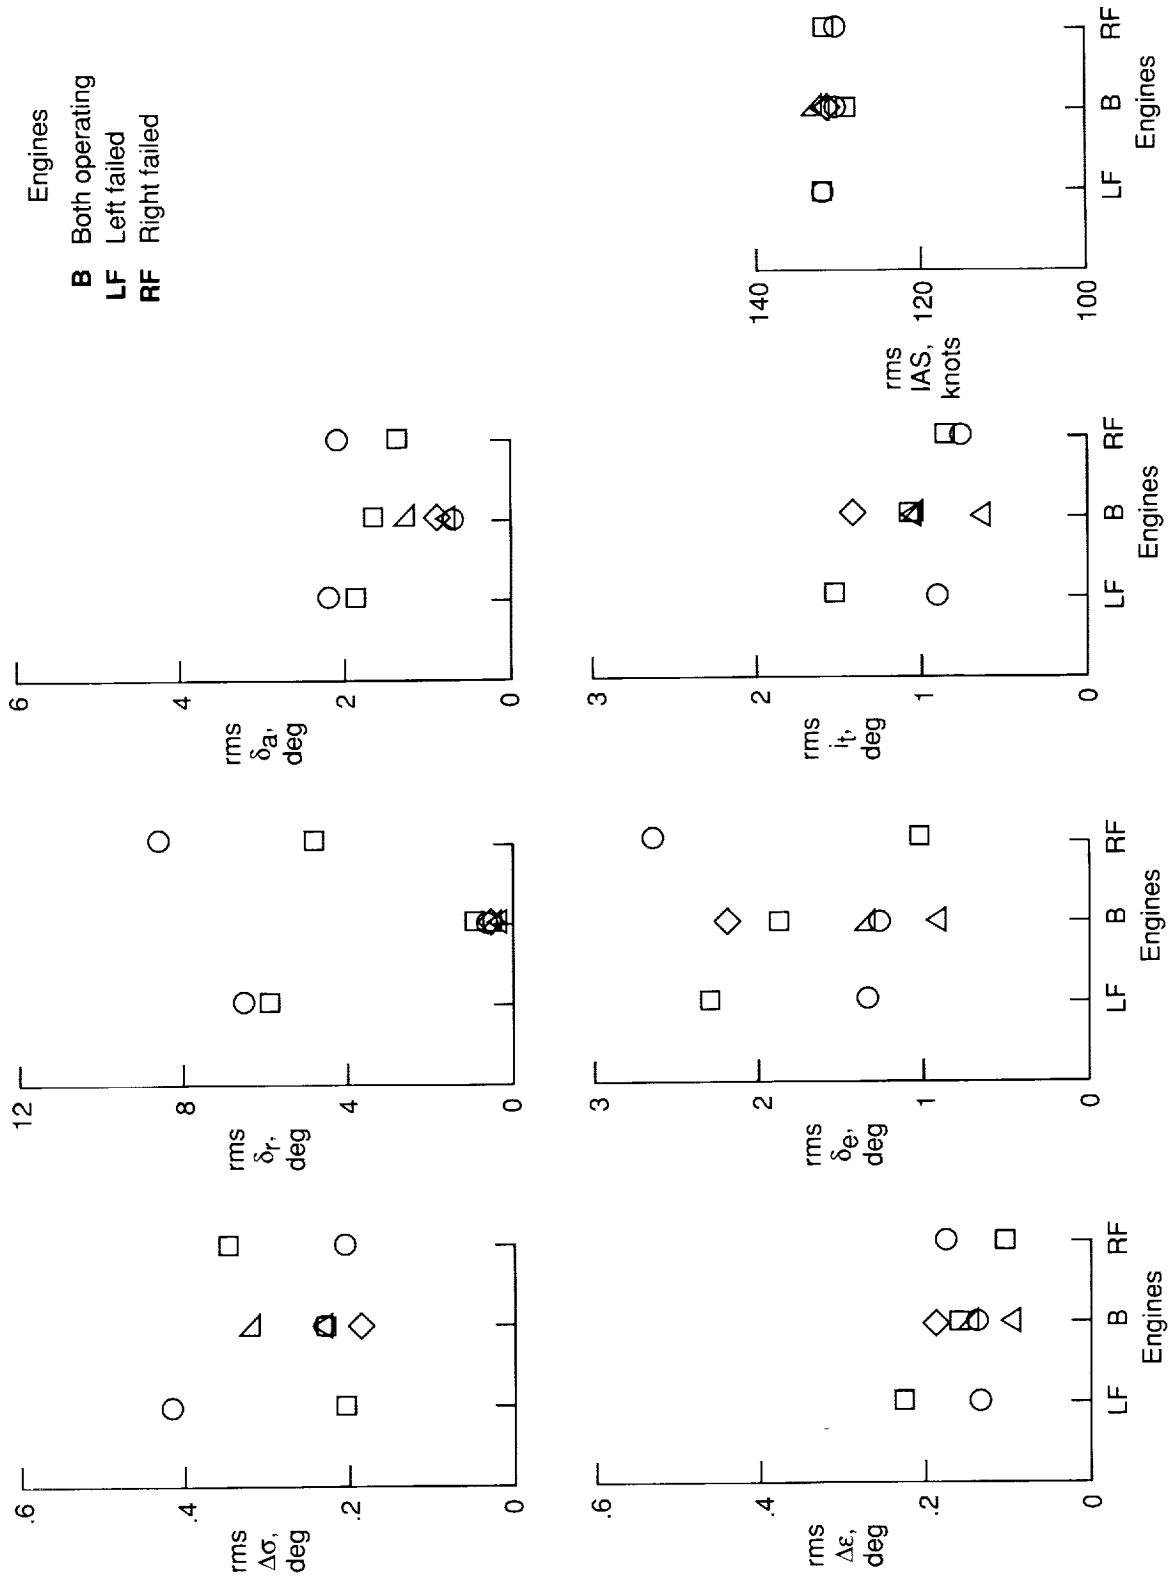 Engines
B Both operating
LF Left failed
RF Right failed
.6
.4
.2
0
rms
Δσ,
deg
12
8
4
0
rms
δr,
deg
6
4
2
0
rms
δa,
deg
.6
.4
.2
0
rms
Δε,
deg
LF B RF
Engines
3
2
1
0
rms
δe,
deg
LF B RF
Engines
3
2
1
0
rms
it,
deg
LF B RF
Engines
140
120
100
rms
IAS,
knots
LF B RF
Engines